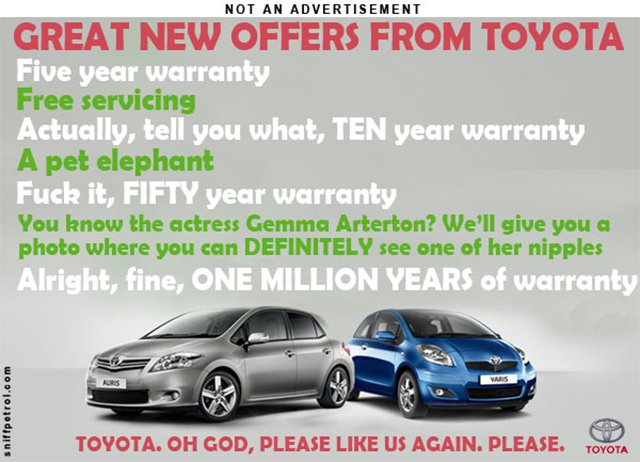 NOT AN ADVERTISEMENT
GREAT NEW OFFERS FROM TOYOTA
Five year warranty
Free servicing
Actually, tell you what, TEN year warranty
A pet elephant
Fuck it, FIFTY year warranty
You know the actress Gemma Arterton? We'll give you a
photo where you can DEFINITELY see one of her nipples
Alright, fine, ONE MILLION YEARS of warranty
AURIS
YARIS
sniffpetrol.com
TOYOTA. OH GOD, PLEASE LIKE US AGAIN. PLEASE.
TOYOTA